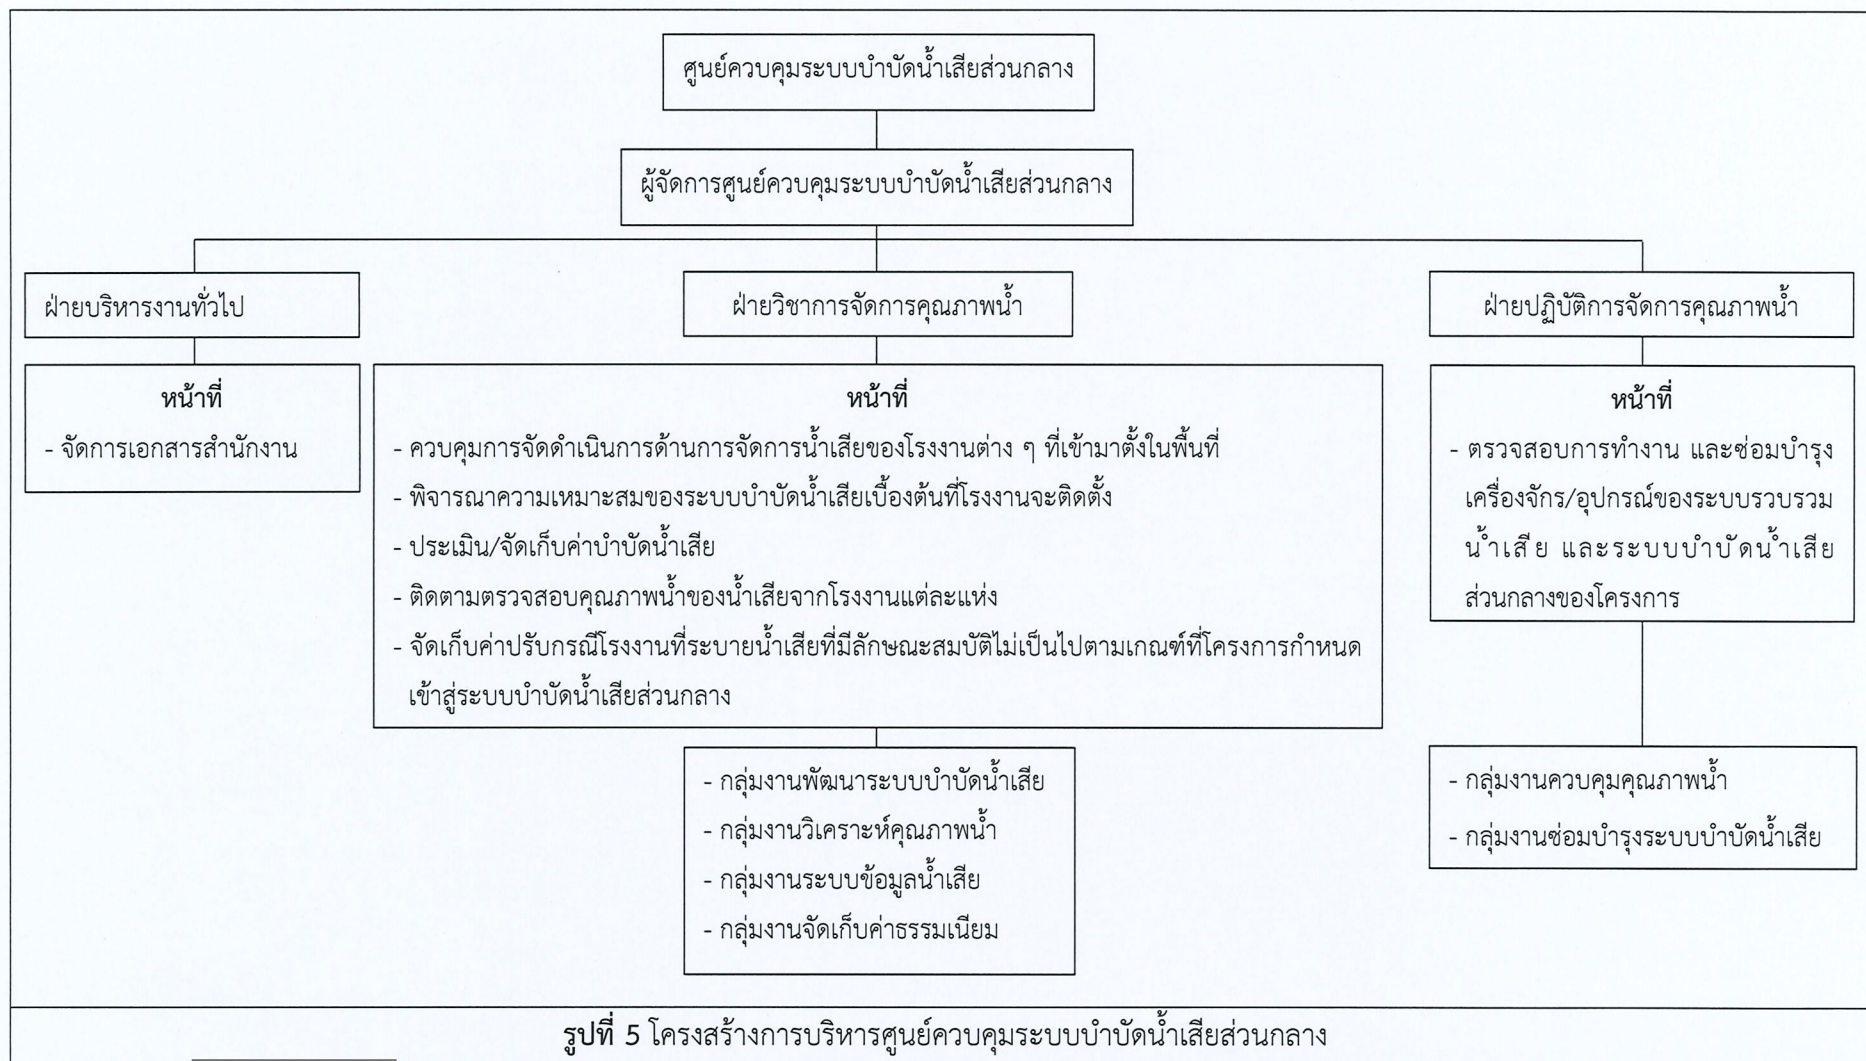 ศูนย์ควบคุมระบบบำบัดน้ำเสียส่วนกลาง
ผู้จัดการศูนย์ควบคุมระบบบำบัดน้ำเสียส่วนกลาง
ฝ่ายบริหารงานทั่วไป
หน้าที่
- จัดการเอกสารสำนักงาน
ฝ่ายวิชาการจัดการคุณภาพน้ำ
หน้าที่
- ควบคุมการจัดดำเนินการด้านการจัดการน้ำเสียของโรงงานต่าง ๆ ที่เข้ามาตั้งในพื้นที่
- พิจารณาความเหมาะสมของระบบบำบัดน้ำเสียเบื้องต้นที่โรงงานจะติดตั้ง
- ประเมิน/จัดเก็บค่าบำบัดน้ำเสีย
- ติดตามตรวจสอบคุณภาพน้ำของน้ำเสียจากโรงงานแต่ละแห่ง
- จัดเก็บค่าปรับกรณีโรงงานที่ระบายน้ำเสียที่มีลักษณะสมบัติไม่เป็นไปตามเกณฑ์ที่โครงการกำหนด
เข้าสู่ระบบบำบัดน้ำเสียส่วนกลาง
- กลุ่มงานพัฒนาระบบบำบัดน้ำเสีย
- กลุ่มงานวิเคราะห์คุณภาพน้ำ
- กลุ่มงานระบบข้อมูลน้ำเสีย
- กลุ่มงานจัดเก็บค่าธรรมเนียม
ฝ่ายปฏิบัติการจัดการคุณภาพน้ำ
หน้าที่
- ตรวจสอบการทำงาน และซ่อมบำรุง
เครื่องจักร/อุปกรณ์ของระบบรวบรวม
น้ำเสีย และระบบบำบัดน้ำเสีย
ส่วนกลางของโครงการ
- กลุ่มงานควบคุมคุณภาพน้ำ
- กลุ่มงานซ่อมบำรุงระบบบำบัดน้ำเสีย
รูปที่ 5 โครงสร้างการบริหารศูนย์ควบคุมระบบบำบัดน้ำเสียส่วนกลาง